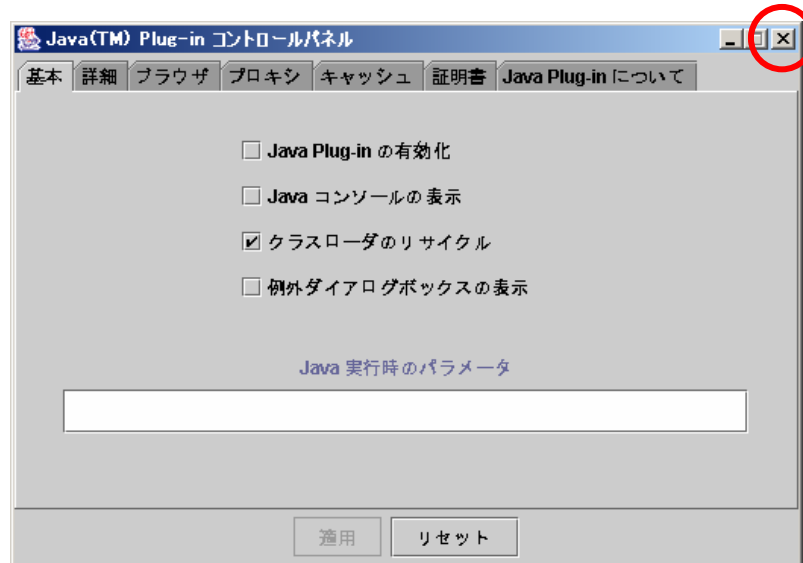 Java(TM) Plug-in コントロールパネル
基本 詳細 ブラウザ プロキシ キャッシュ 証明書 Java Plug-in について
Java Plug-in の有効化
Java コンソールの表示
クラスローダのリサイクル
例外ダイアログボックスの表示
Java 実行時のパラメータ
適用 リセット